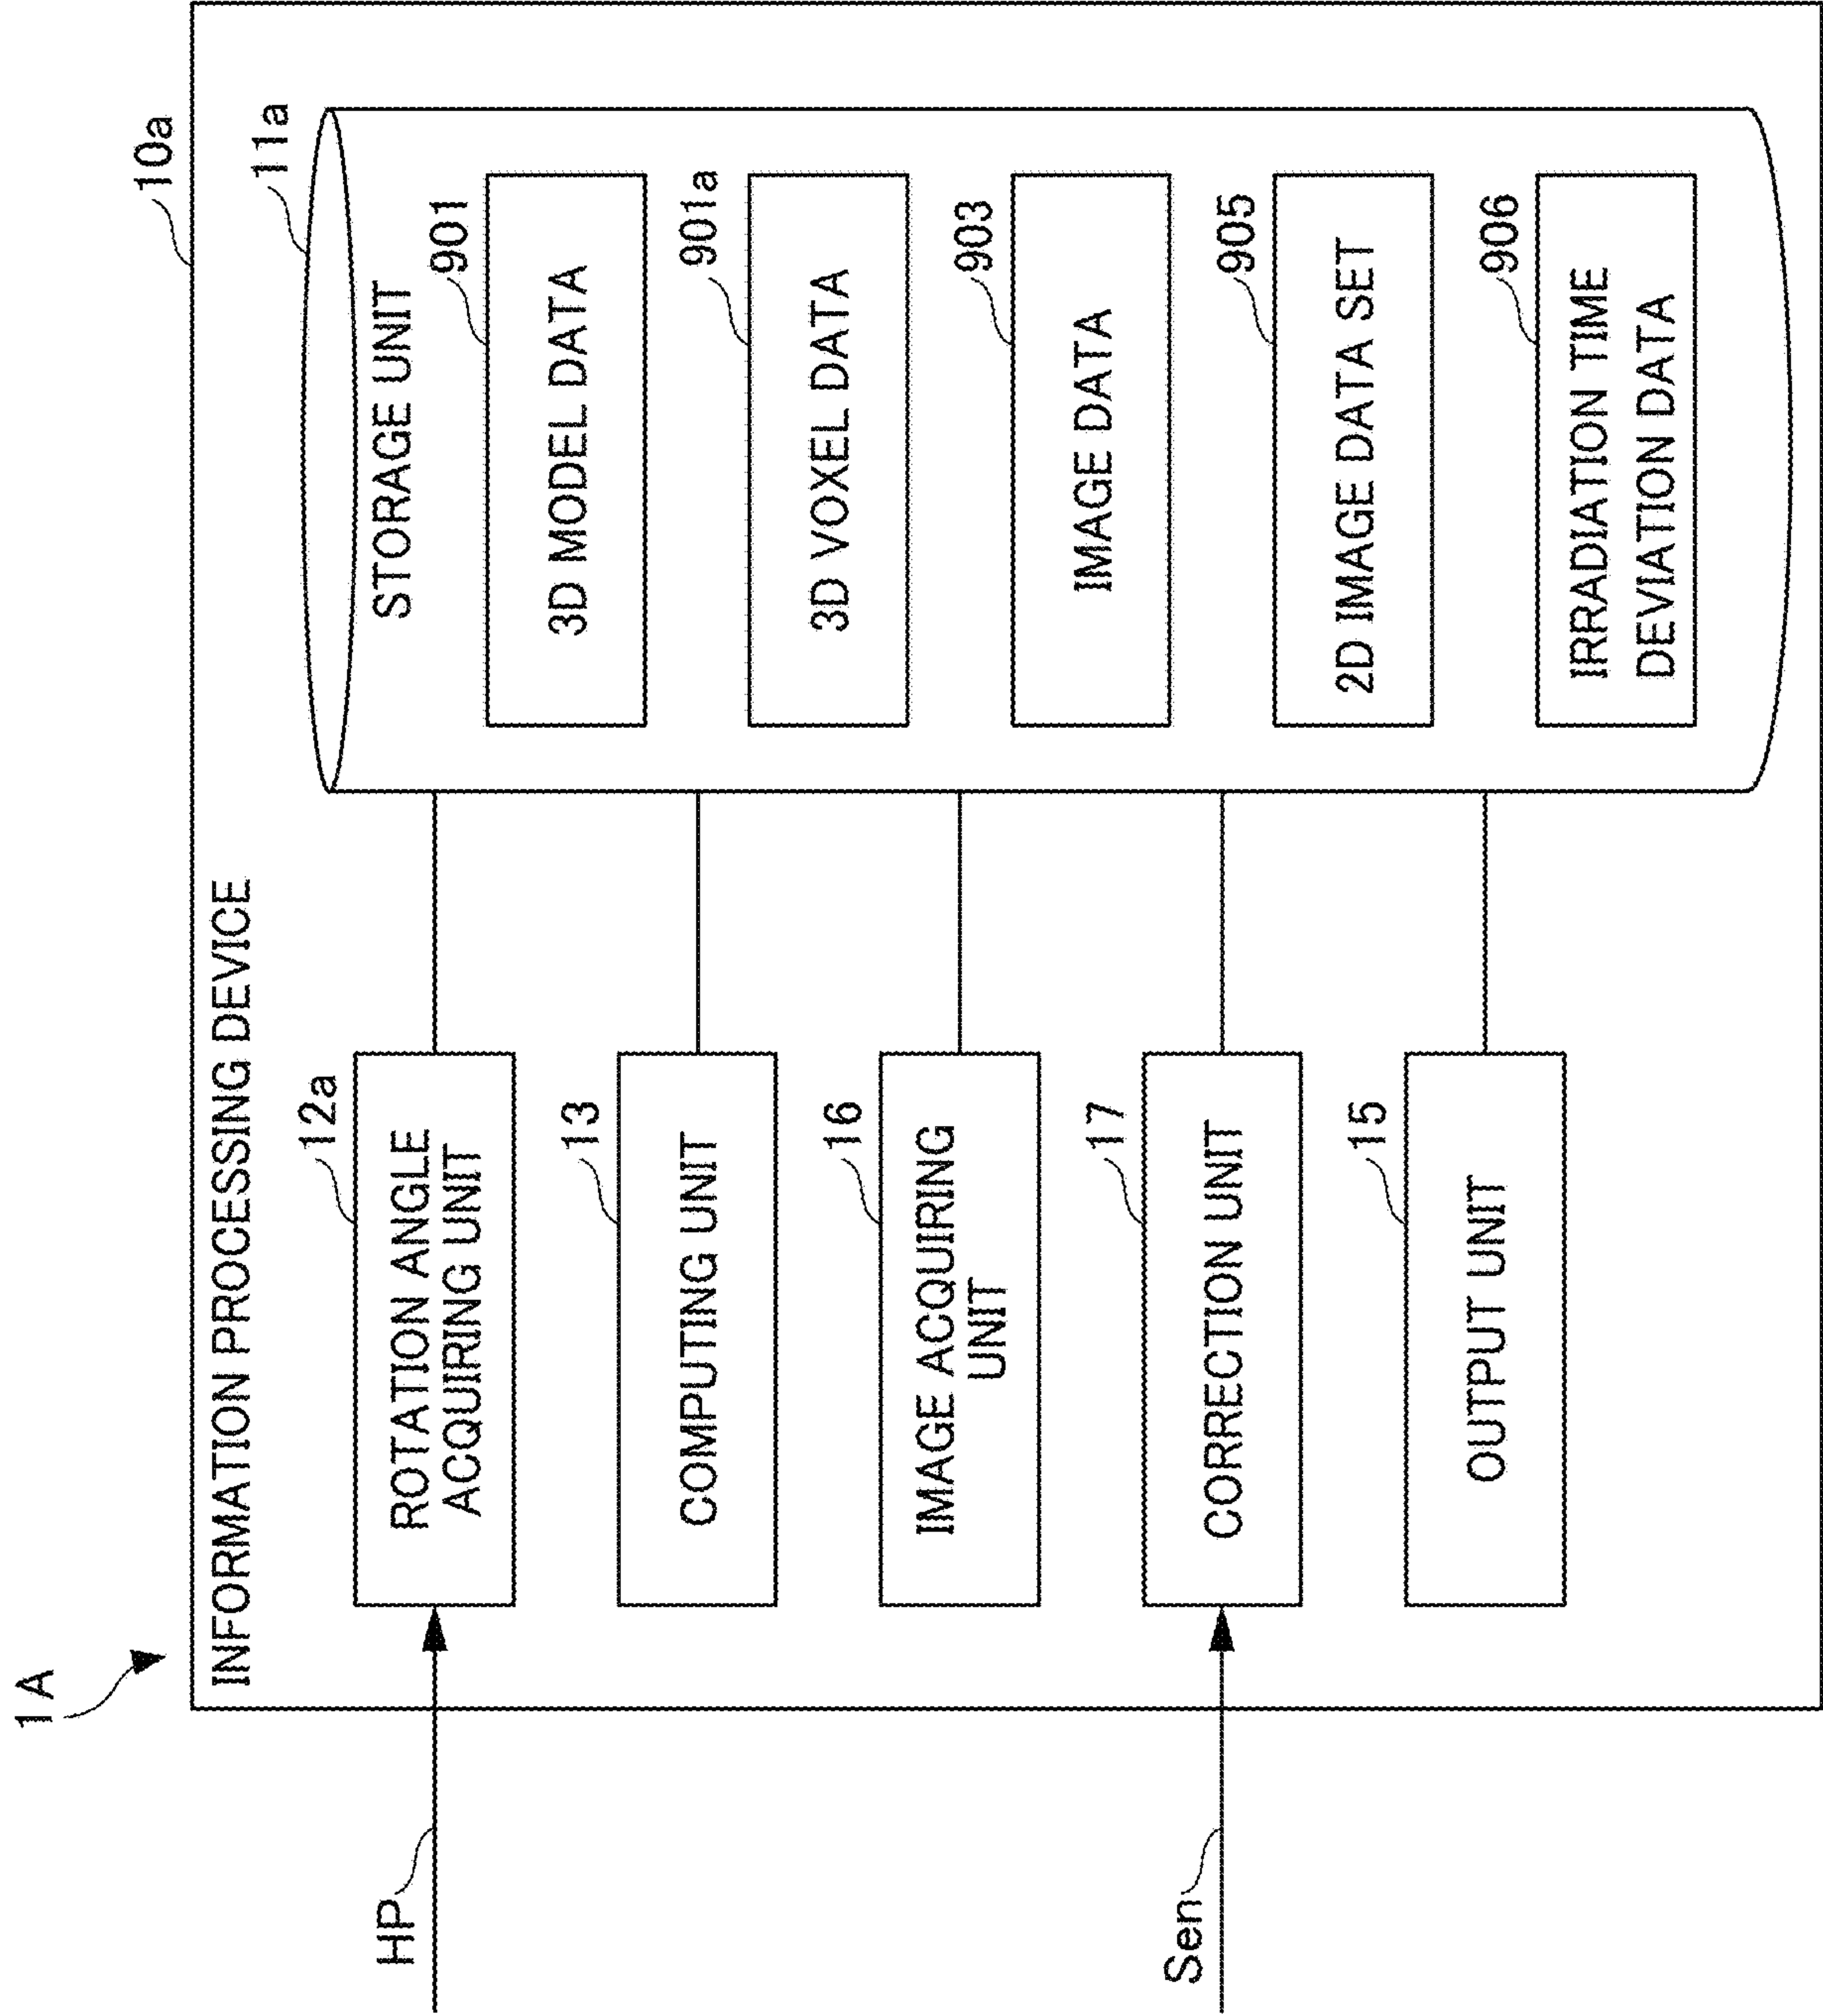 1A
10a
INFORMATION PROCESSING DEVICE
11a
STORAGE UNIT
HP
12a
ROTATION ANGLE
ACQUIRING UNIT
901
3D MODEL DATA
13
COMPUTING UNIT
901a
3D VOXEL DATA
16
IMAGE ACQUIRING
UNIT
903
IMAGE DATA
Sen
17
CORRECTION UNIT
905
2D IMAGE DATA SET
15
OUTPUT UNIT
906
IRRADIATION TIME
DEVIATION DATA